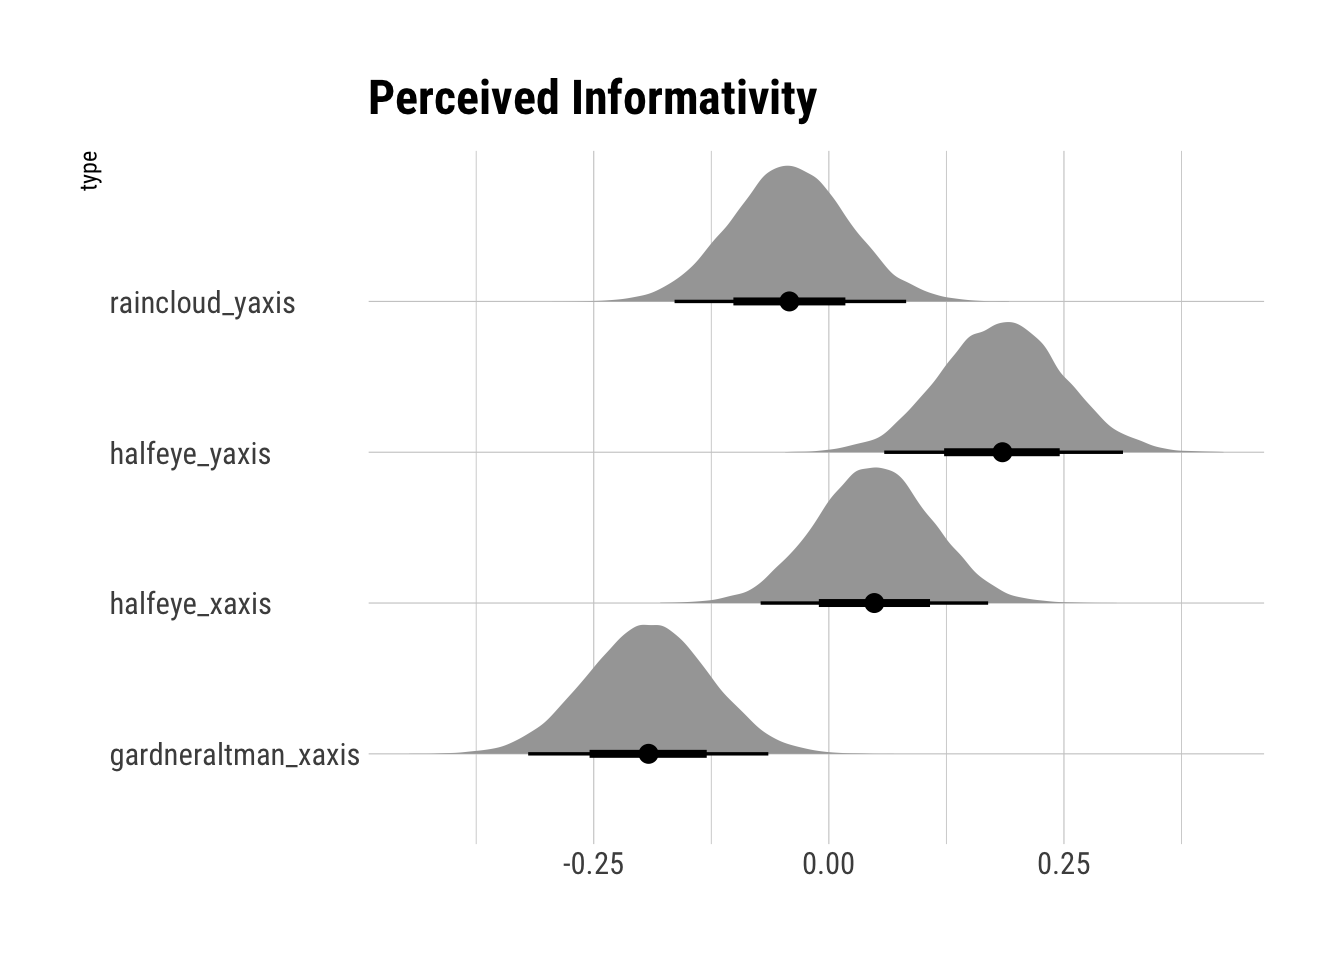 Perceived Informativity
type
raincloud_yaxis
halfeye_yaxis
halfeye_xaxis
gardneraltman_xaxis
-0.25 0.00 0.25